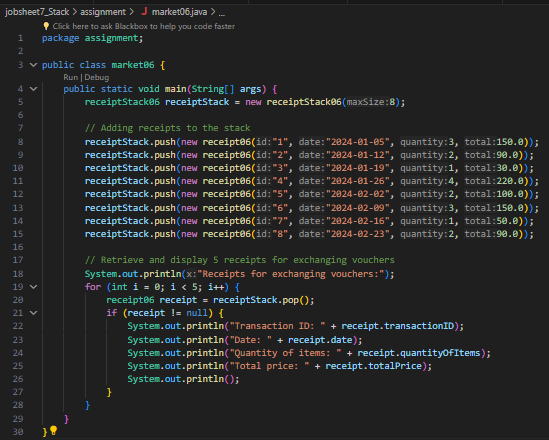 jobsheet7_Stack > assignment > J market06.java > ...
Click here to ask Blackbox to help you code faster
1 package assignment;
2
3 public class market06 {
Run | Debug
4 public static void main(String[] args) {
5 receiptStack06 receiptStack = new receiptStack06(maxSize:8);
6
7 // Adding receipts to the stack
8 receiptStack.push(new receipt06(id:"1", date:"2024-01-05", quantity:3, total:150.0));
9 receiptStack.push(new receipt06(id:"2", date:"2024-01-12", quantity:2, total:90.0));
10 receiptStack.push(new receipt06(id:"3", date:"2024-01-19", quantity:1, total:30.0));
11 receiptStack.push(new receipt06(id:"4", date:"2024-01-26", quantity:4, total:220.0));
12 receiptStack.push(new receipt06(id:"5", date:"2024-02-02", quantity:2, total:100.0));
13 receiptStack.push(new receipt06(id:"6", date:"2024-02-09", quantity:3, total:150.0));
14 receiptStack.push(new receipt06(id:"7", date:"2024-02-16", quantity:1, total:50.0));
15 receiptStack.push(new receipt06(id:"8", date:"2024-02-23", quantity:2, total:90.0));
16
17 // Retrieve and display 5 receipts for exchanging vouchers
18 System.out.println(x:"Receipts for exchanging vouchers:");
19 for (int i = 0; i < 5; i++) {
20 receipt06 receipt = receiptStack.pop();
21 if (receipt != null) {
22 System.out.println("Transaction ID: " + receipt.transactionID);
23 System.out.println("Date: " + receipt.date);
24 System.out.println("Quantity of items: " + receipt.quantityOfItems);
25 System.out.println("Total price: " + receipt.totalPrice);
26 System.out.println();
27 }
28 }
29 }
30 }